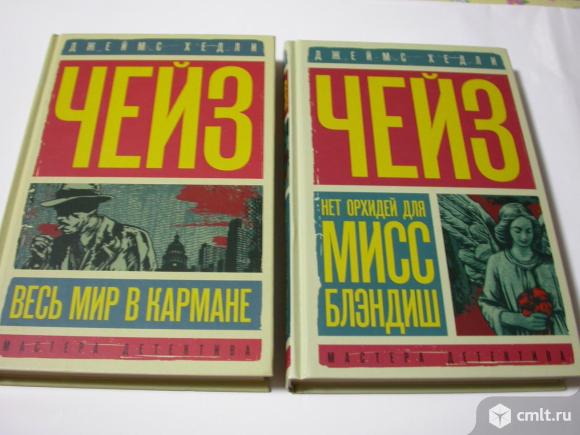 ДЖЕЙМС ХЕДЛИ
ЧЕЙЗ
ВЕСЬ МИР В КАРМАНЕ
МАСТЕРА ДЕТЕКТИВА
ДЖЕЙМС ХЕДЛИ
ЧЕЙЗ
НЕТ ОРХИДЕЙ ДЛЯ
МИСС
БЛЭНДИШ
МАСТЕРА ДЕТЕКТИВА
cmlt.ru